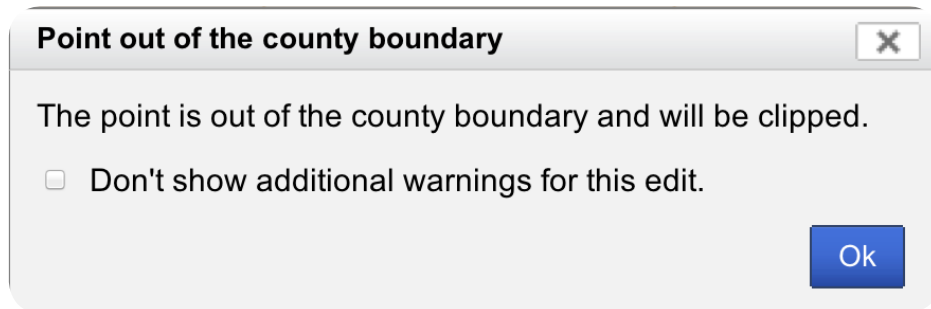 Point out of the county boundary
The point is out of the county boundary and will be clipped.
Don't show additional warnings for this edit.
Ok